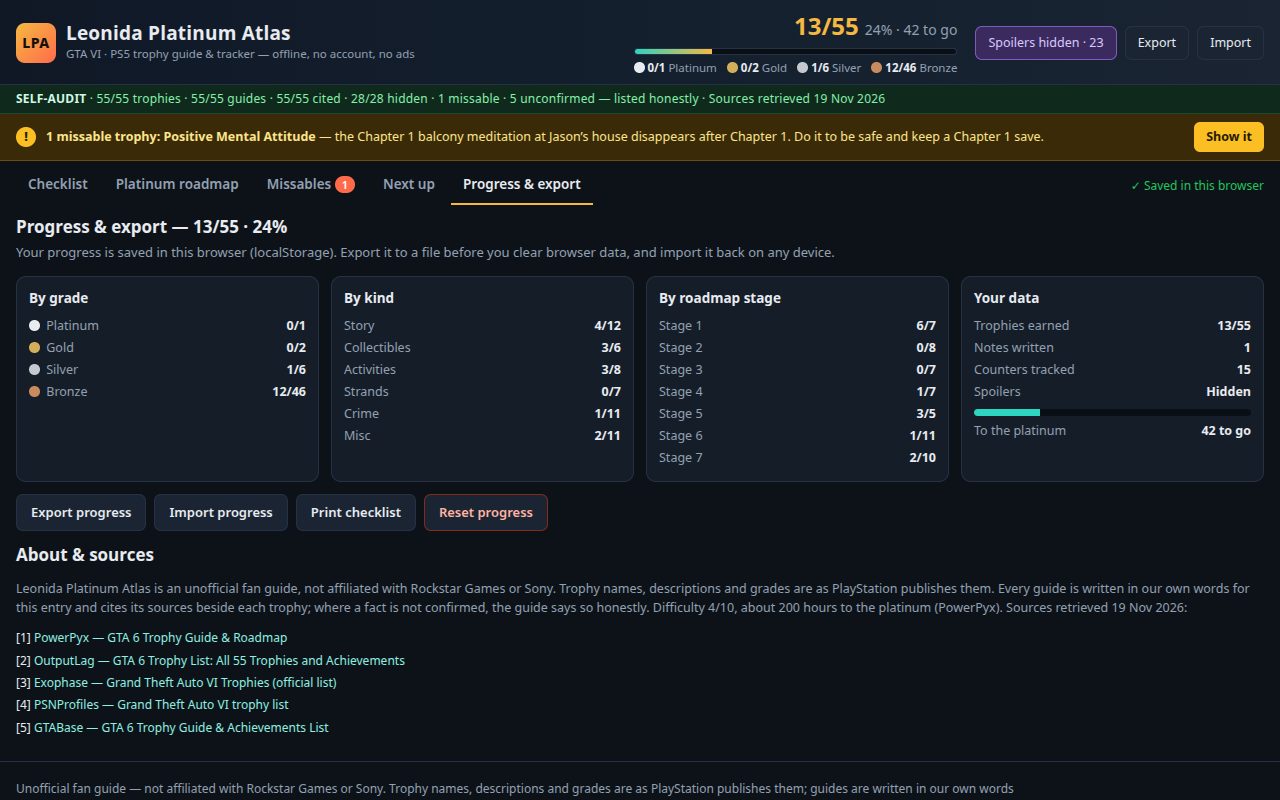 LPA
Leonida Platinum Atlas
GTA VI · PS5 trophy guide & tracker — offline, no account, no ads
13/55 24% · 42 to go
0/1 Platinum 0/2 Gold 1/6 Silver 12/46 Bronze
Spoilers hidden · 23
Export
Import
SELF-AUDIT · 55/55 trophies · 55/55 guides · 55/55 cited · 28/28 hidden · 1 missable · 5 unconfirmed — listed honestly · Sources retrieved 19 Nov 2026
! 1 missable trophy: Positive Mental Attitude — the Chapter 1 balcony meditation at Jason’s house disappears after Chapter 1. Do it to be safe and keep a Chapter 1 save.
Show it
Checklist
Platinum roadmap
Missables 1
Next up
Progress & export
✓ Saved in this browser
Progress & export — 13/55 · 24%
Your progress is saved in this browser (localStorage). Export it to a file before you clear browser data, and import it back on any device.
By grade
Platinum 0/1
Gold 0/2
Silver 1/6
Bronze 12/46
By kind
Story 4/12
Collectibles 3/6
Activities 3/8
Strands 0/7
Crime 1/11
Misc 2/11
By roadmap stage
Stage 1 6/7
Stage 2 0/8
Stage 3 0/7
Stage 4 1/7
Stage 5 3/5
Stage 6 1/11
Stage 7 2/10
Your data
Trophies earned 13/55
Notes written 1
Counters tracked 15
Spoilers Hidden
To the platinum 42 to go
Export progress
Import progress
Print checklist
Reset progress
About & sources
Leonida Platinum Atlas is an unofficial fan guide, not affiliated with Rockstar Games or Sony. Trophy names, descriptions and grades are as PlayStation publishes them. Every guide is written in our own words for
this entry and cites its sources beside each trophy; where a fact is not confirmed, the guide says so honestly. Difficulty 4/10, about 200 hours to the platinum (PowerPyx). Sources retrieved 19 Nov 2026:
[1] PowerPyx — GTA 6 Trophy Guide & Roadmap
[2] OutputLag — GTA 6 Trophy List: All 55 Trophies and Achievements
[3] Exophase — Grand Theft Auto VI Trophies (official list)
[4] PSNProfiles — Grand Theft Auto VI trophy list
[5] GTABase — GTA 6 Trophy Guide & Achievements List
Unofficial fan guide — not affiliated with Rockstar Games or Sony. Trophy names, descriptions and grades are as PlayStation publishes them; guides are written in our own words